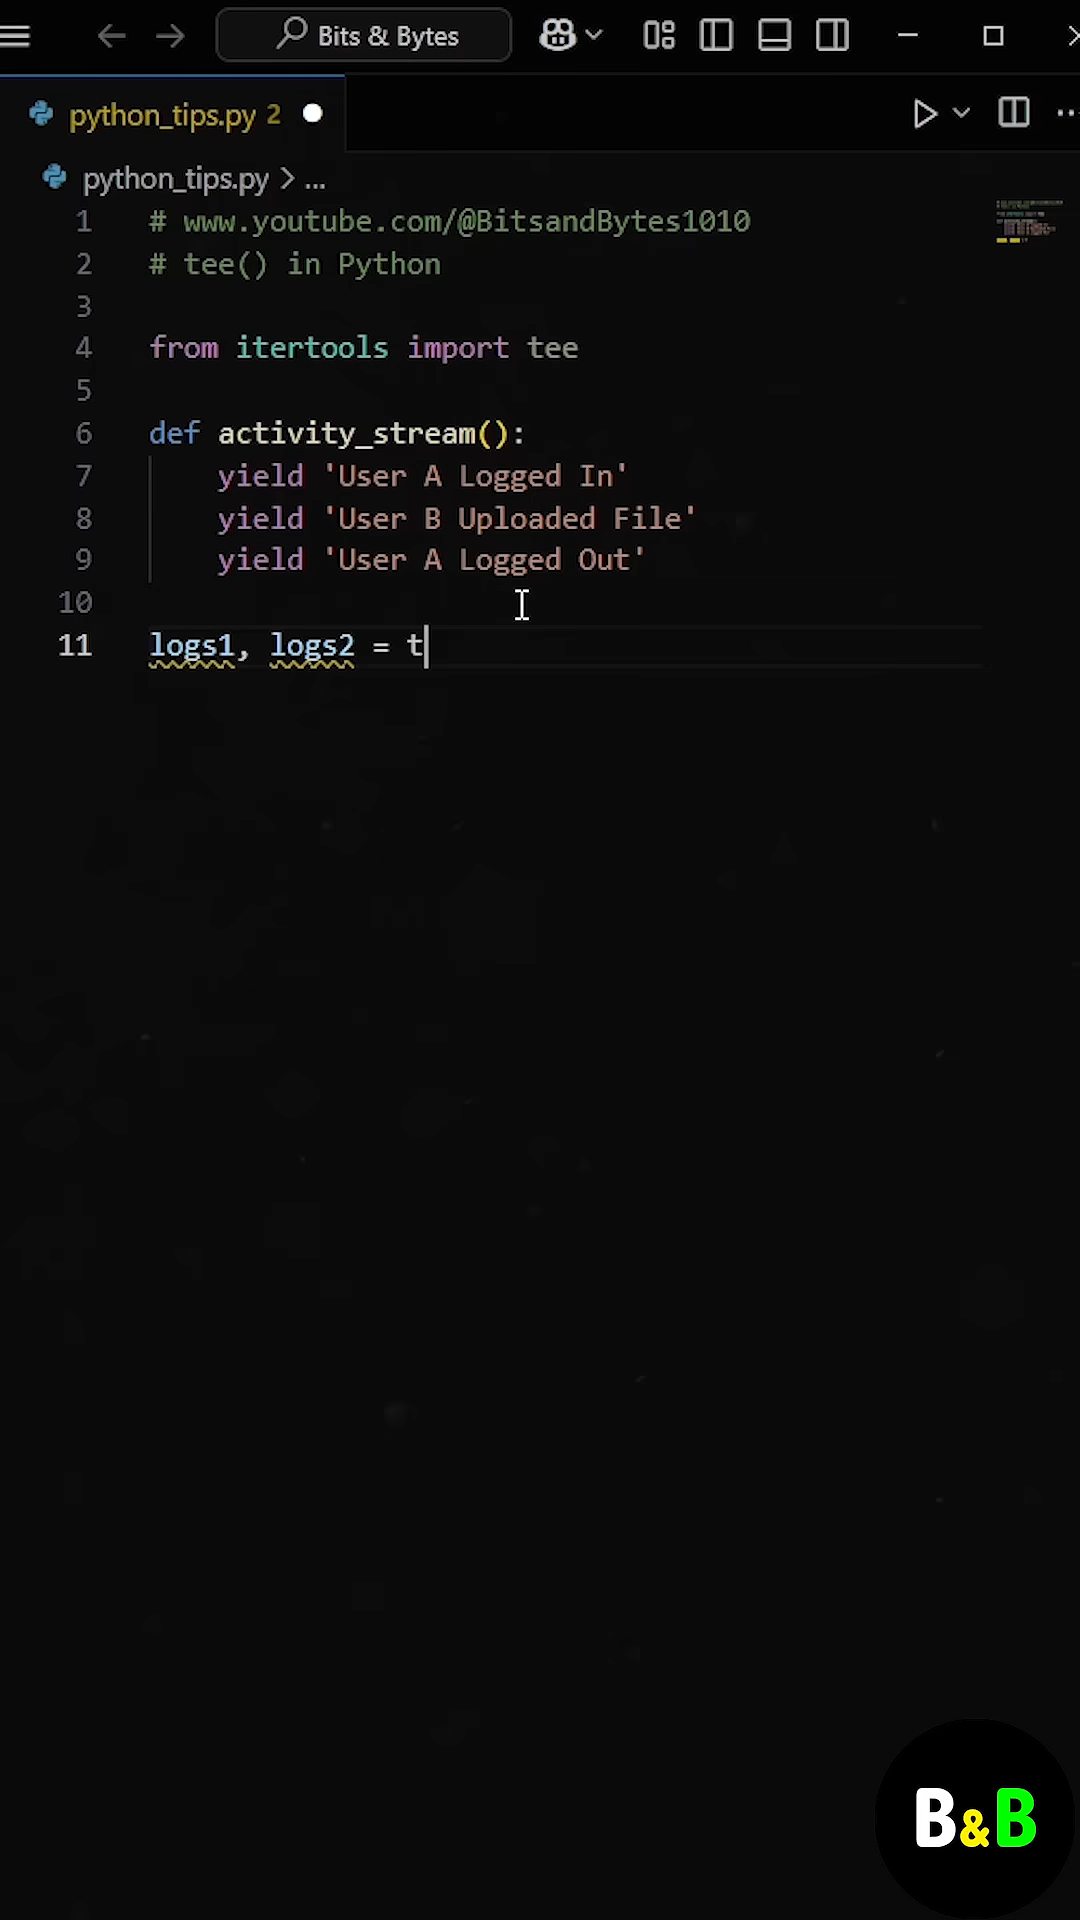 Bits & Bytes
python_tips.py 2
python_tips.py > ...
1 # www.youtube.com/@BitsandBytes1010
2 # tee() in Python
3
4 from itertools import tee
5
6 def activity_stream():
7 yield 'User A Logged In'
8 yield 'User B Uploaded File'
9 yield 'User A Logged Out'
10
11 logs1, logs2 = t
B&B